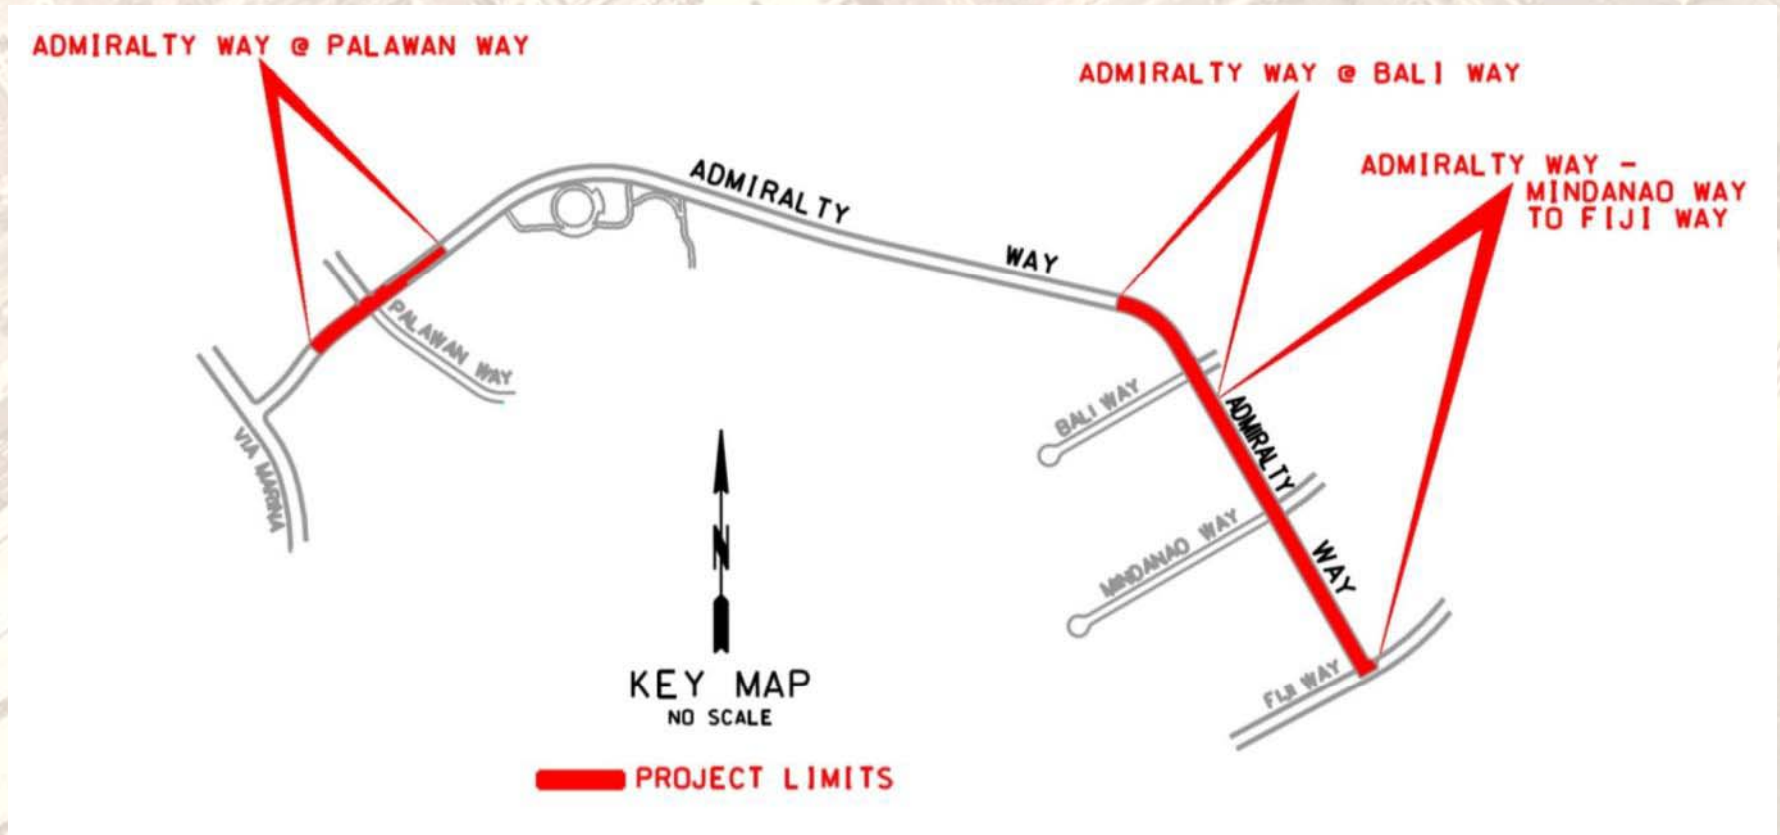 ADMIRALTY WAY @ PALAWAN WAY
ADMIRALTY WAY @ BALI WAY
ADMIRALTY WAY -
MINDANAO WAY
TO FIJI WAY
ADMIRALTY
WAY
PALAWAN WAY
VIA MARINA
BALI WAY
ADMIRALTY
WAY
MINDANAO WAY
FIJI WAY
N
KEY MAP
NO SCALE
PROJECT LIMITS